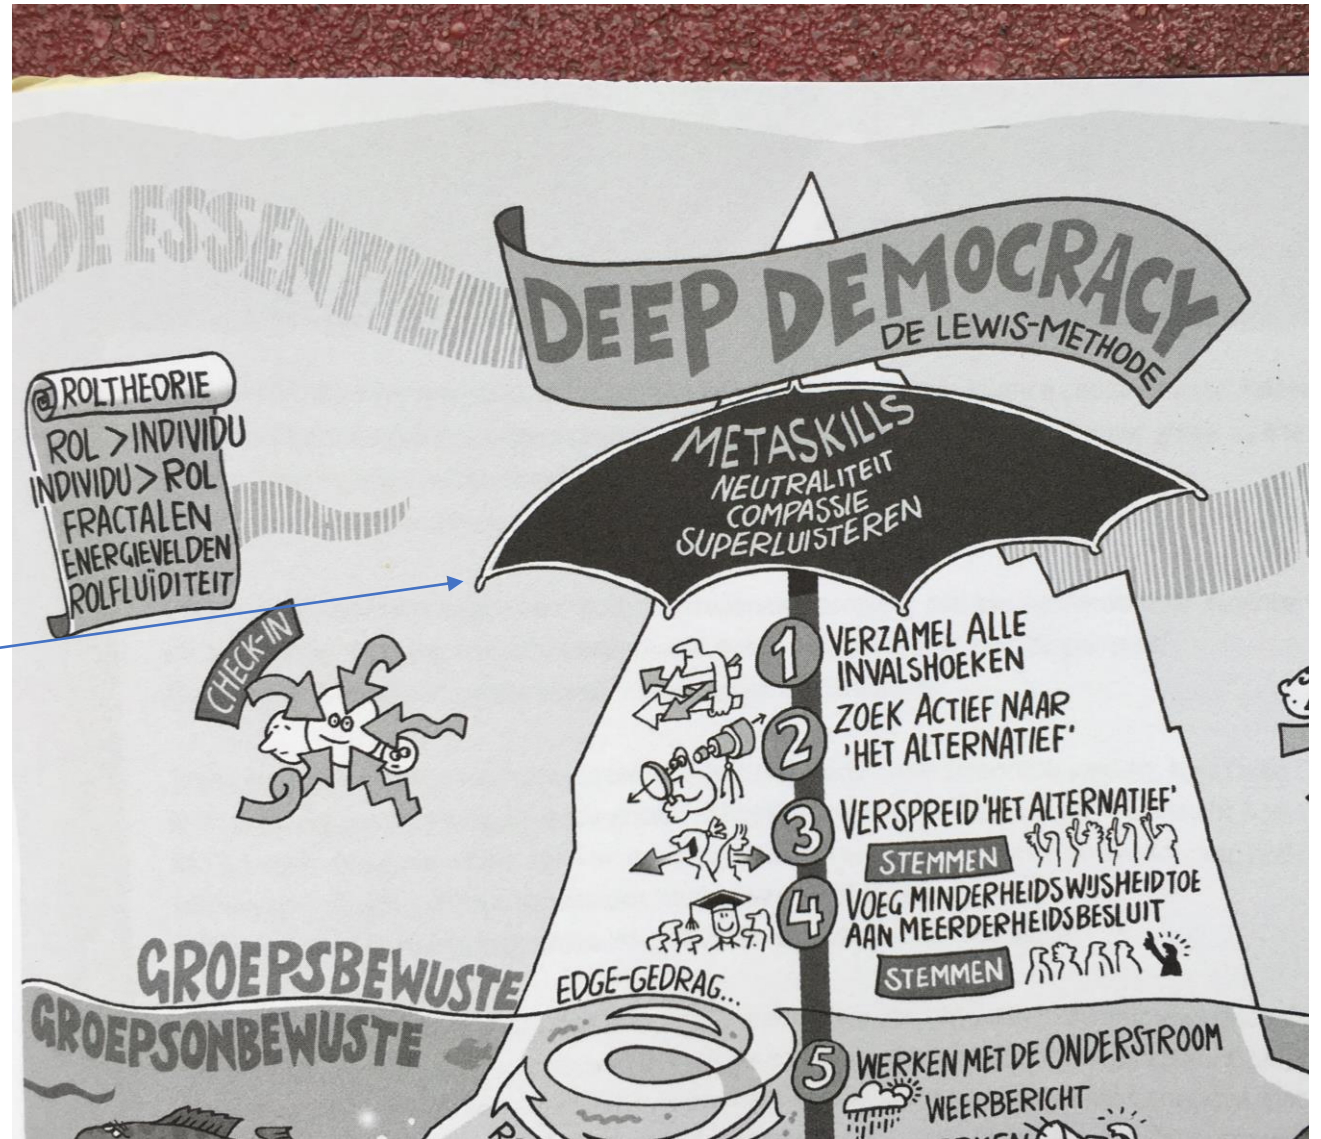 DE ESSENTIE
DEEP DEMOCRACY
DE LEWIS-METHODE
@ ROLTHEORIE
ROL > INDIVIDU
INDIVIDU > ROL
FRACTALEN
ENERGIEVELDEN
ROLFLUÏDITEIT
METASKILLS
NEUTRALITEIT
COMPASSIE
SUPERLUISTEREN
CHECK-IN
1 VERZAMEL ALLE
INVALSHOEKEN
2 ZOEK ACTIEF NAAR
'HET ALTERNATIEF'
3 VERSPREID 'HET ALTERNATIEF'
STEMMEN
4 VOEG MINDERHEIDSWIJSHEID TOE
AAN MEERDERHEIDSBESLUIT
STEMMEN
GROEPSBEWUSTE
GROEPSONBEWUSTE
EDGE-GEDRAG...
5 WERKEN MET DE ONDERSTROOM
WEERBERICHT